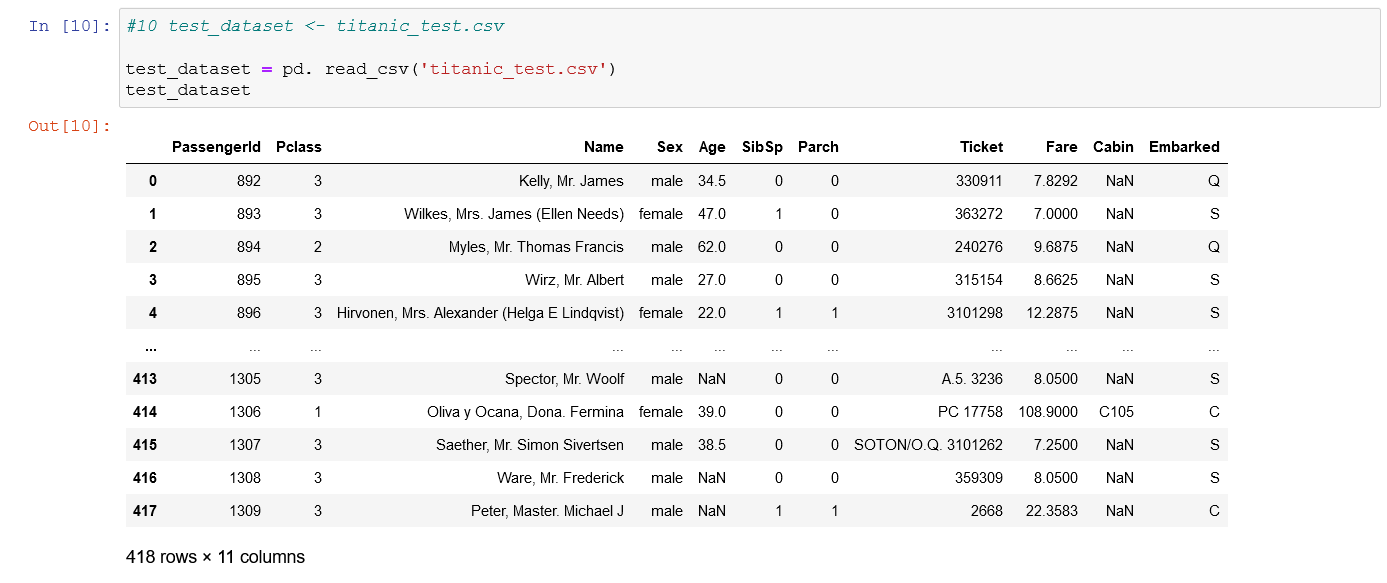 In [10]: #10 test_dataset <- titanic_test.csv
test_dataset = pd. read_csv('titanic_test.csv')
test_dataset
Out[10]:
PassengerId Pclass Name Sex Age SibSp Parch Ticket Fare Cabin Embarked
0 892 3 Kelly, Mr. James male 34.5 0 0 330911 7.8292 NaN Q
1 893 3 Wilkes, Mrs. James (Ellen Needs) female 47.0 1 0 363272 7.0000 NaN S
2 894 2 Myles, Mr. Thomas Francis male 62.0 0 0 240276 9.6875 NaN Q
3 895 3 Wirz, Mr. Albert male 27.0 0 0 315154 8.6625 NaN S
4 896 3 Hirvonen, Mrs. Alexander (Helga E Lindqvist) female 22.0 1 1 3101298 12.2875 NaN S
... ... ... ... ... ... ... ... ... ... ... ...
413 1305 3 Spector, Mr. Woolf male NaN 0 0 A.5. 3236 8.0500 NaN S
414 1306 1 Oliva y Ocana, Dona. Fermina female 39.0 0 0 PC 17758 108.9000 C105 C
415 1307 3 Saether, Mr. Simon Sivertsen male 38.5 0 0 SOTON/O.Q. 3101262 7.2500 NaN S
416 1308 3 Ware, Mr. Frederick male NaN 0 0 359309 8.0500 NaN S
417 1309 3 Peter, Master. Michael J male NaN 1 1 2668 22.3583 NaN C
418 rows × 11 columns